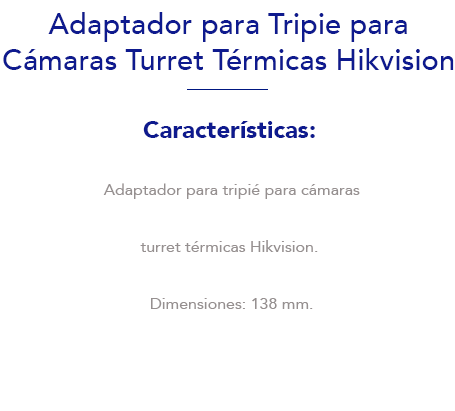 Adaptador para Tripie para
Cámaras Turret Térmicas Hikvision
Características:
Adaptador para tripié para cámaras
turret térmicas Hikvision.
Dimensiones: 138 mm.